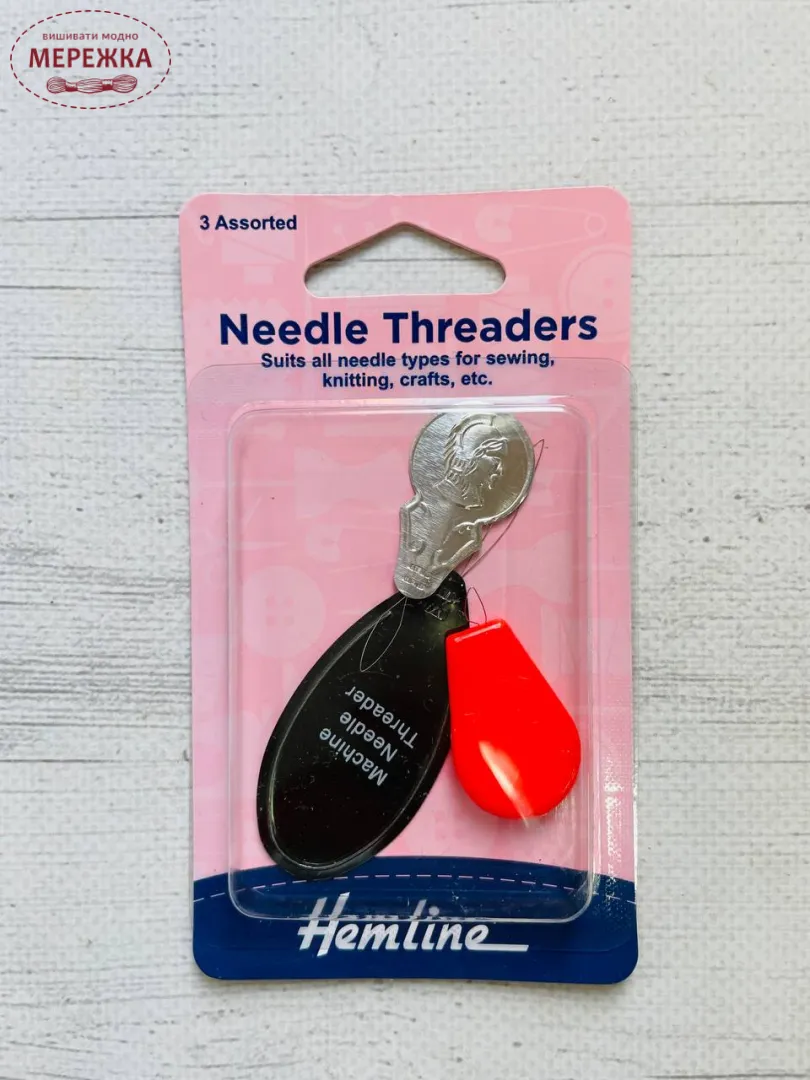 вишивати модно
МЕРЕЖКА
3 Assorted
Needle Threaders
Suits all needle types for sewing,
knitting, crafts, etc.
Machine
Needle
Threader
Hemline